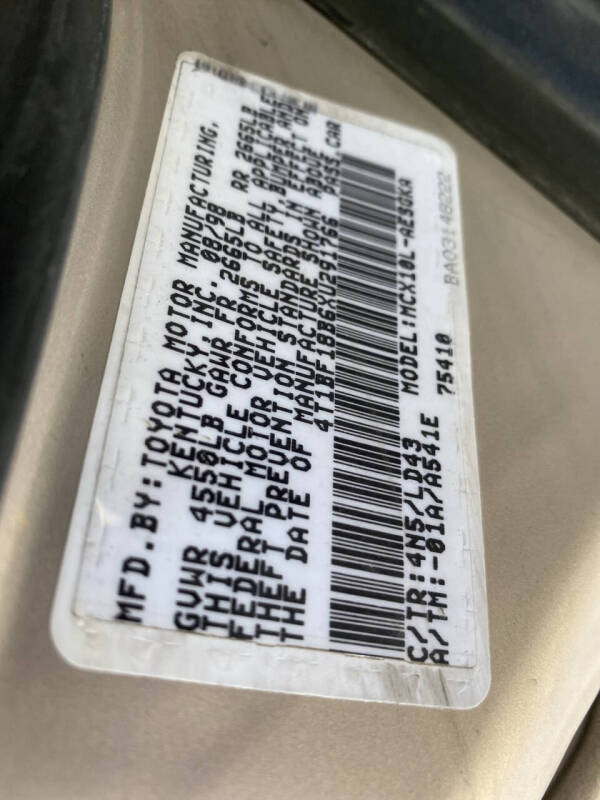 MFD. BY: TOYOTA MOTOR MANUFACTURING,
KENTUCKY, INC. 08/98
GVWR 4550LB GAWR FR 2665LB RR 2665LB
THIS VEHICLE CONFORMS TO ALL APPLICABLE
FEDERAL MOTOR VEHICLE SAFETY, BUMPER, AND
THEFT PREVENTION STANDARDS IN EFFECT ON
THE DATE OF MANUFACTURE SHOWN ABOVE.
4T1BF18B6XU291766 PASS.CAR
C/TR:4N5/LD43 MODEL:MCX10L-AESGKA
A/TM:-01A/A541E 75410 BA03148022